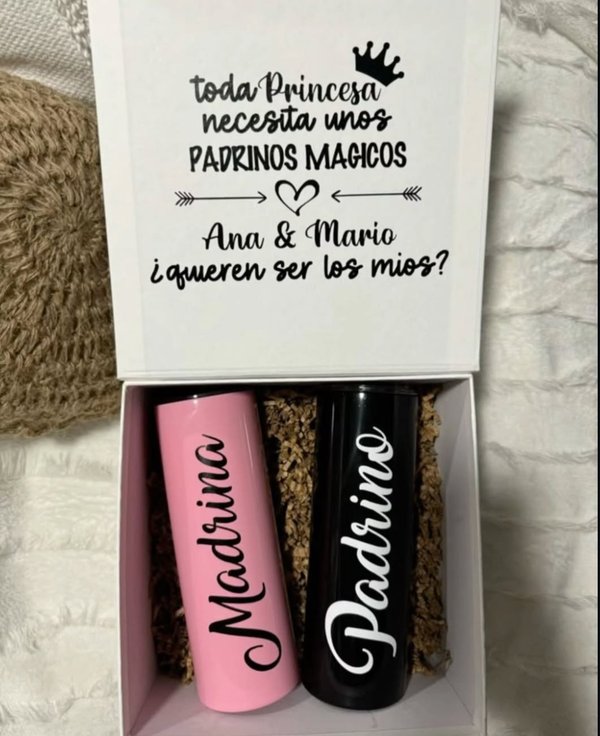 toda Princesa
necesita unos
PADRINOS MAGICOS
Ana & Mario
¿quieren ser los mios?
Madrina
Padrino